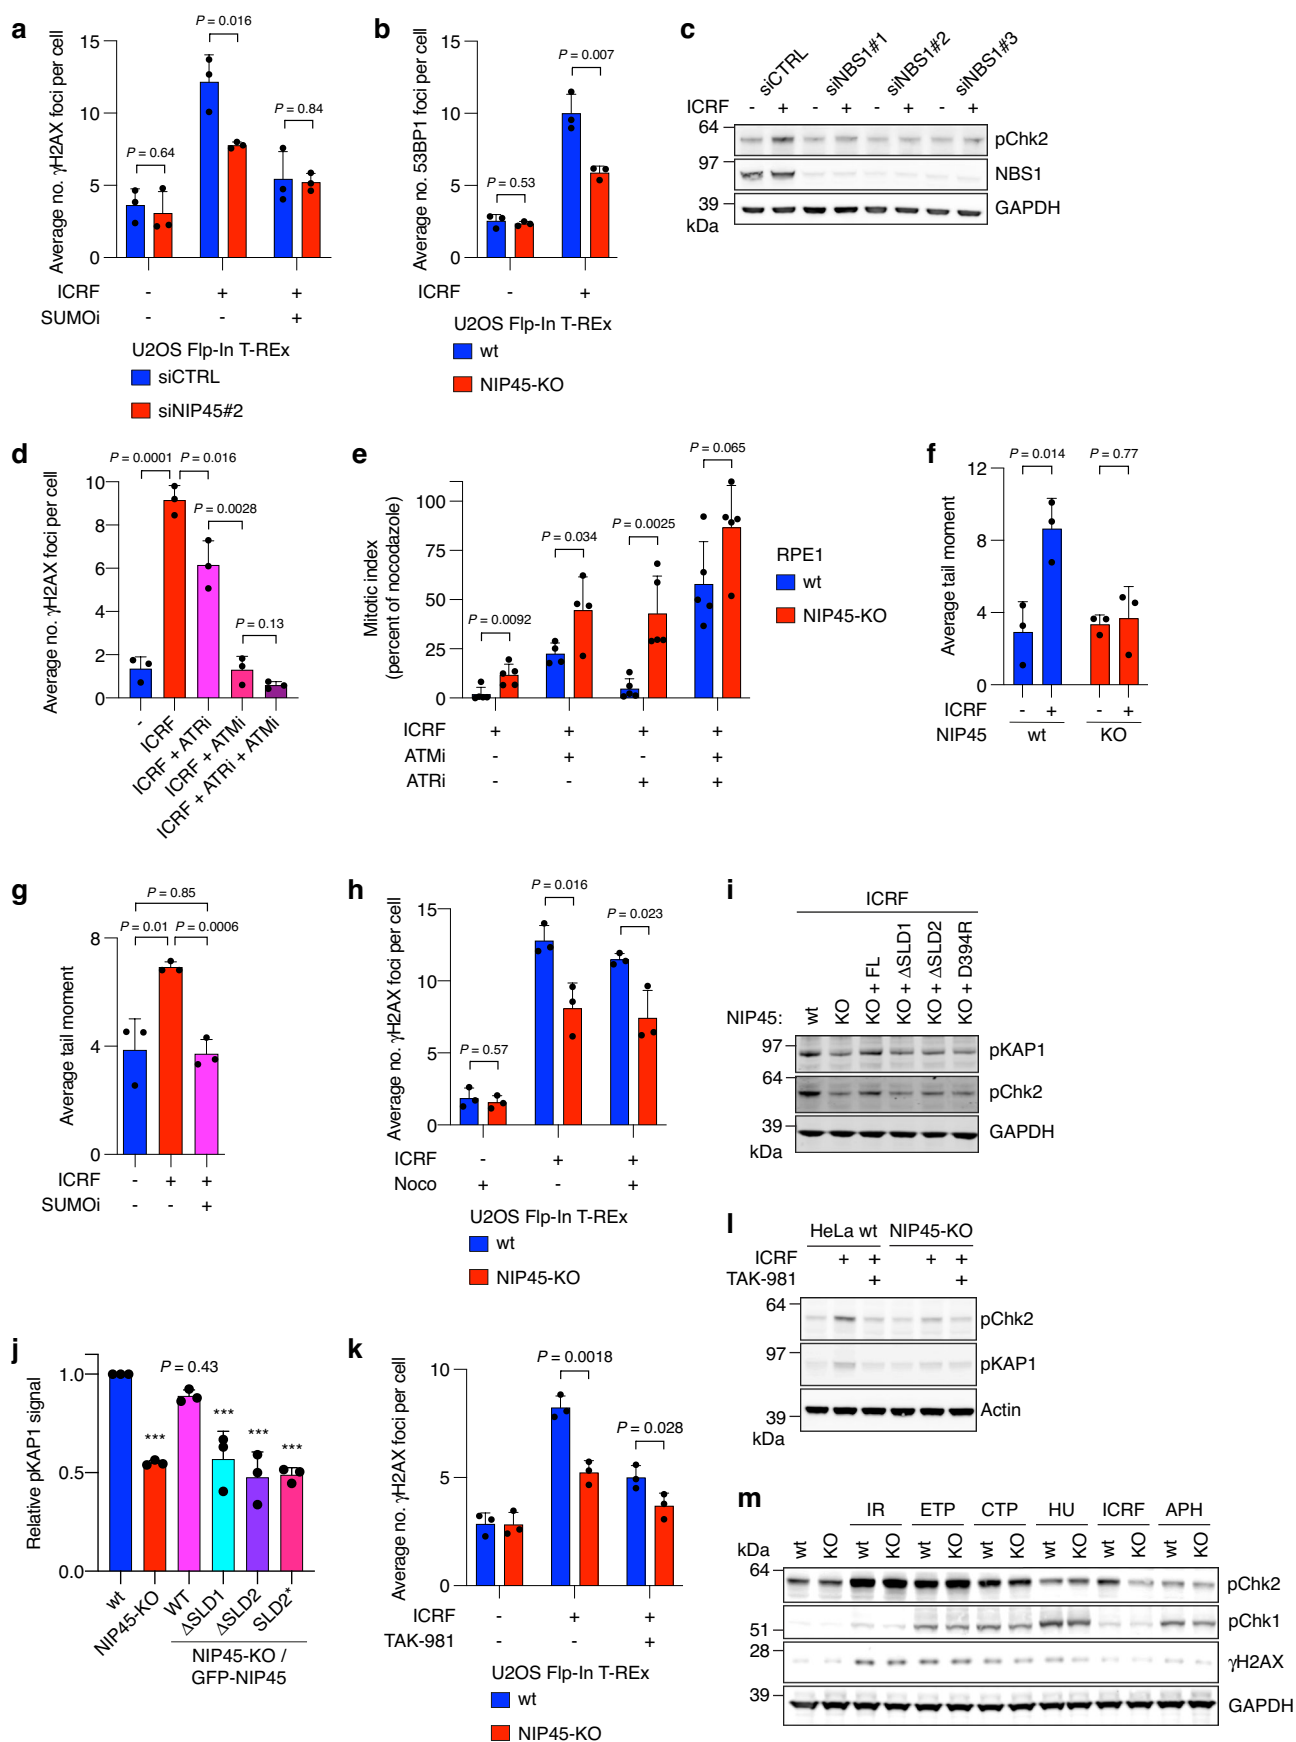 a
Average no. γH2AX foci per cell
15
10
5
0
P = 0.64
P = 0.016
P = 0.84
ICRF - + +
SUMOi - - +
U2OS Flp-In T-REx
siCTRL
siNIP45#2
b
Average no. 53BP1 foci per cell
15
10
5
0
P = 0.53
P = 0.007
ICRF - +
U2OS Flp-In T-REx
wt
NIP45-KO
c
siCTRL siNBS1#1 siNBS1#2 siNBS1#3
ICRF - + - + - + - +
64 pChk2
97 NBS1
39 GAPDH
kDa
d
Average no. γH2AX foci per cell
10
8
6
4
2
0
P = 0.0001
P = 0.016
P = 0.0028
P = 0.13
-
ICRF
ICRF + ATRi
ICRF + ATMi
ICRF + ATRi + ATMi
e
Mitotic index
(percent of nocodazole)
100
75
50
25
0
P = 0.0092
P = 0.034
P = 0.0025
P = 0.065
ICRF + + + +
ATMi - + - +
ATRi - - + +
RPE1
wt
NIP45-KO
f
Average tail moment
12
8
4
0
P = 0.014
P = 0.77
ICRF - + - +
NIP45 wt KO
g
Average tail moment
8
4
0
P = 0.85
P = 0.01
P = 0.0006
ICRF - + +
SUMOi - - +
h
Average no. γH2AX foci per cell
15
10
5
0
P = 0.57
P = 0.016
P = 0.023
ICRF - + +
Noco + - +
U2OS Flp-In T-REx
wt
NIP45-KO
i
ICRF
NIP45: wt KO KO + FL KO + ΔSLD1 KO + ΔSLD2 KO + D394R
97 pKAP1
64 pChk2
39 GAPDH
kDa
j
Relative pKAP1 signal
1.0
0.5
0.0
P = 0.43
***
***
***
***
wt
NIP45-KO
WT
ΔSLD1
ΔSLD2
SLD2*
NIP45-KO /
GFP-NIP45
k
Average no. γH2AX foci per cell
10
5
0
P = 0.0018
P = 0.028
ICRF - + +
TAK-981 - - +
U2OS Flp-In T-REx
wt
NIP45-KO
l
HeLa wt NIP45-KO
ICRF + + + +
TAK-981 + +
64 pChk2
97 pKAP1
39 Actin
kDa
m
IR ETP CTP HU ICRF APH
kDa wt KO wt KO wt KO wt KO wt KO wt KO wt KO
64 pChk2
51 pChk1
28 γH2AX
39 GAPDH